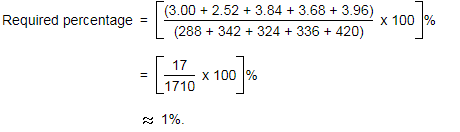 Required percentage = [ (3.00 + 2.52 + 3.84 + 3.68 + 3.96) / (288 + 342 + 324 + 336 + 420) x 100 ] %
= [ 17 / 1710 x 100 ] %
≈ 1%.